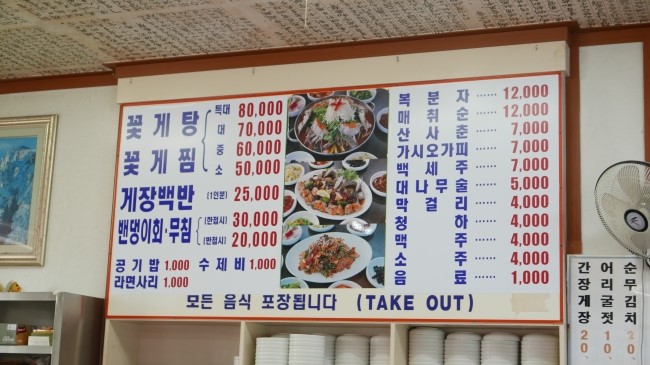 꽃게탕
꽃게찜
특대 80,000
대 70,000
중 60,000
소 50,000
게장백반 (1인분) 25,000
밴댕이회·무침 (한접시) 30,000
(반접시) 20,000
공기밥 1,000 수제비 1,000
라면사리 1,000
복분자 ······ 12,000
매취순 ······ 12,000
산사춘 ······ 7,000
가시오가피 ······ 7,000
백세주 ······ 7,000
대나무술 ······ 5,000
막걸리 ······ 4,000
청하 ······ 4,000
맥주 ······ 4,000
소주 ······ 4,000
음료 ······ 1,000
모든 음식 포장됩니다 (TAKE OUT)
순무김치
어리굴젓 10,
간장게장 20,